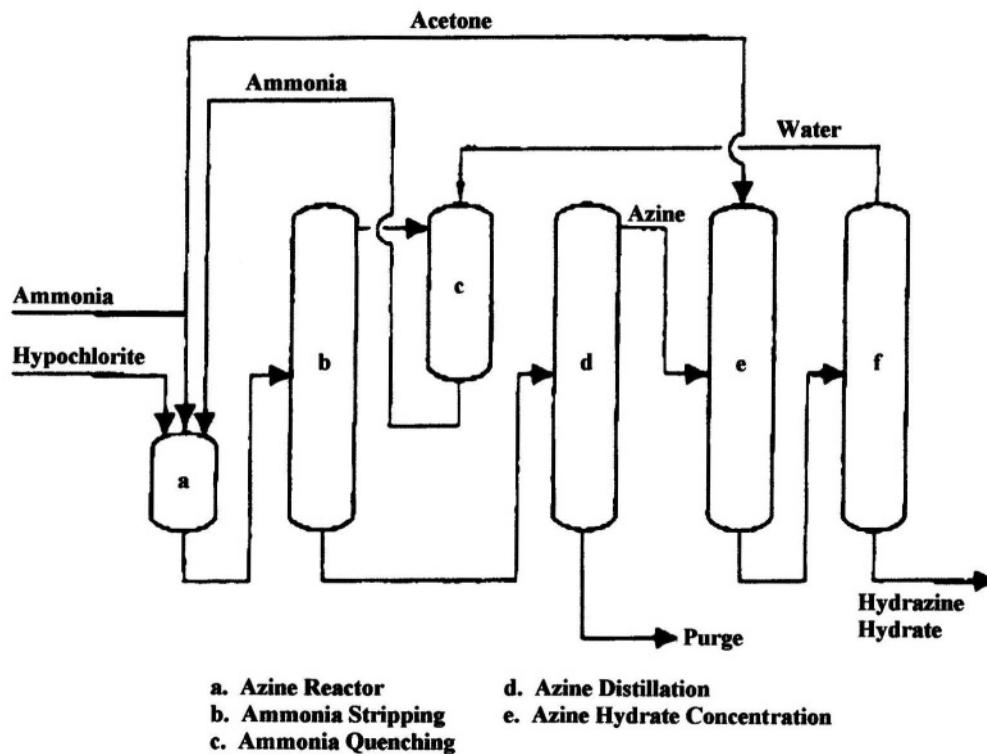 Acetone
Ammonia
Water
Azine
Ammonia
Hypochlorite
a
b
c
d
e
f
Hydrazine
Hydrate
Purge
a. Azine Reactor
b. Ammonia Stripping
c. Ammonia Quenching
d. Azine Distillation
e. Azine Hydrate Concentration